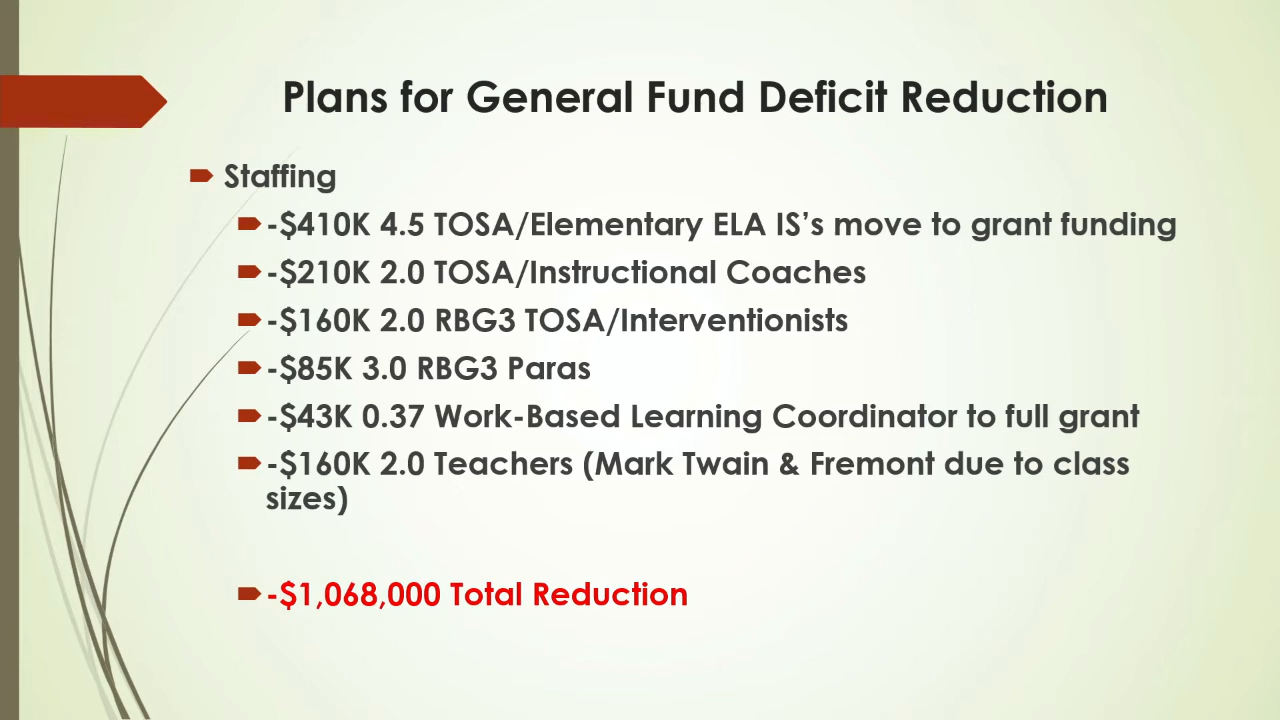 Plans for General Fund Deficit Reduction
Staffing
-$410K 4.5 TOSA/Elementary ELA IS’s move to grant funding
-$210K 2.0 TOSA/Instructional Coaches
-$160K 2.0 RBG3 TOSA/Interventionists
-$85K 3.0 RBG3 Paras
-$43K 0.37 Work-Based Learning Coordinator to full grant
-$160K 2.0 Teachers (Mark Twain & Fremont due to class
sizes)
-$1,068,000 Total Reduction